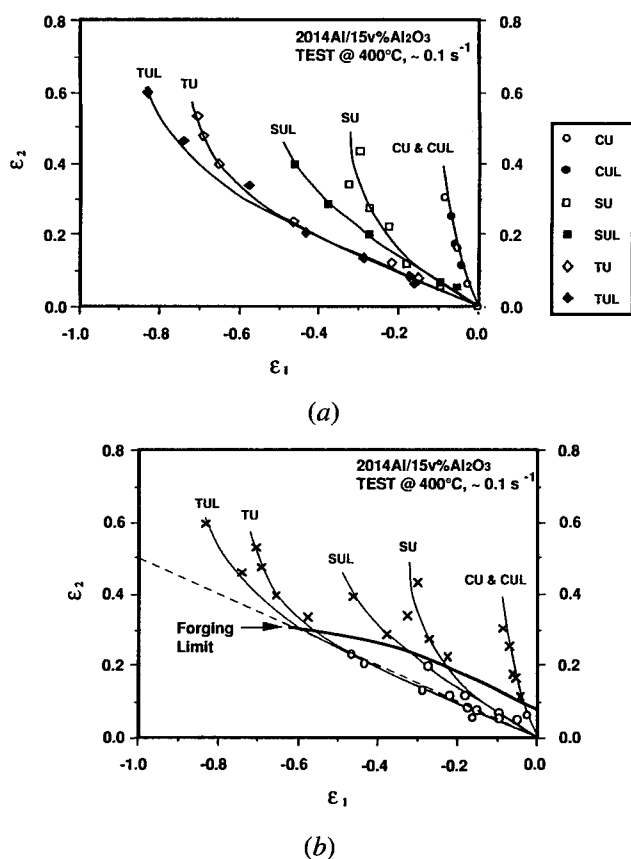 0.8
0.6
0.4
0.2
0.0
ε₂
2014Al/15v%Al₂O₃
TEST @ 400°C, ~ 0.1 s⁻¹
TUL
TU
SUL
SU
CU & CUL
0.8
0.6
0.4
0.2
0.0
-1.0 -0.8 -0.6 -0.4 -0.2 0.0
ε₁
CU
CUL
SU
SUL
TU
TUL
(a)
0.8
0.6
0.4
0.2
0.0
ε₂
2014Al/15v%Al₂O₃
TEST @ 400°C, ~ 0.1 s⁻¹
TUL
TU
SUL
SU
CU & CUL
Forging
Limit
0.8
0.6
0.4
0.2
0.0
-1.0 -0.8 -0.6 -0.4 -0.2 0.0
ε₁
(b)